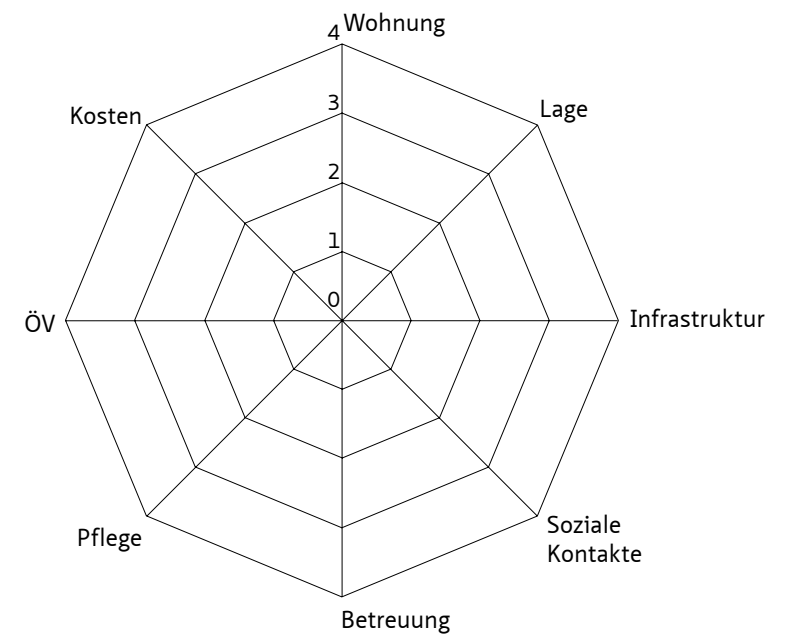 Wohnung
4
Lage
Kosten
3
2
1
0
ÖV
Infrastruktur
Pflege
Soziale
Kontakte
Betreuung